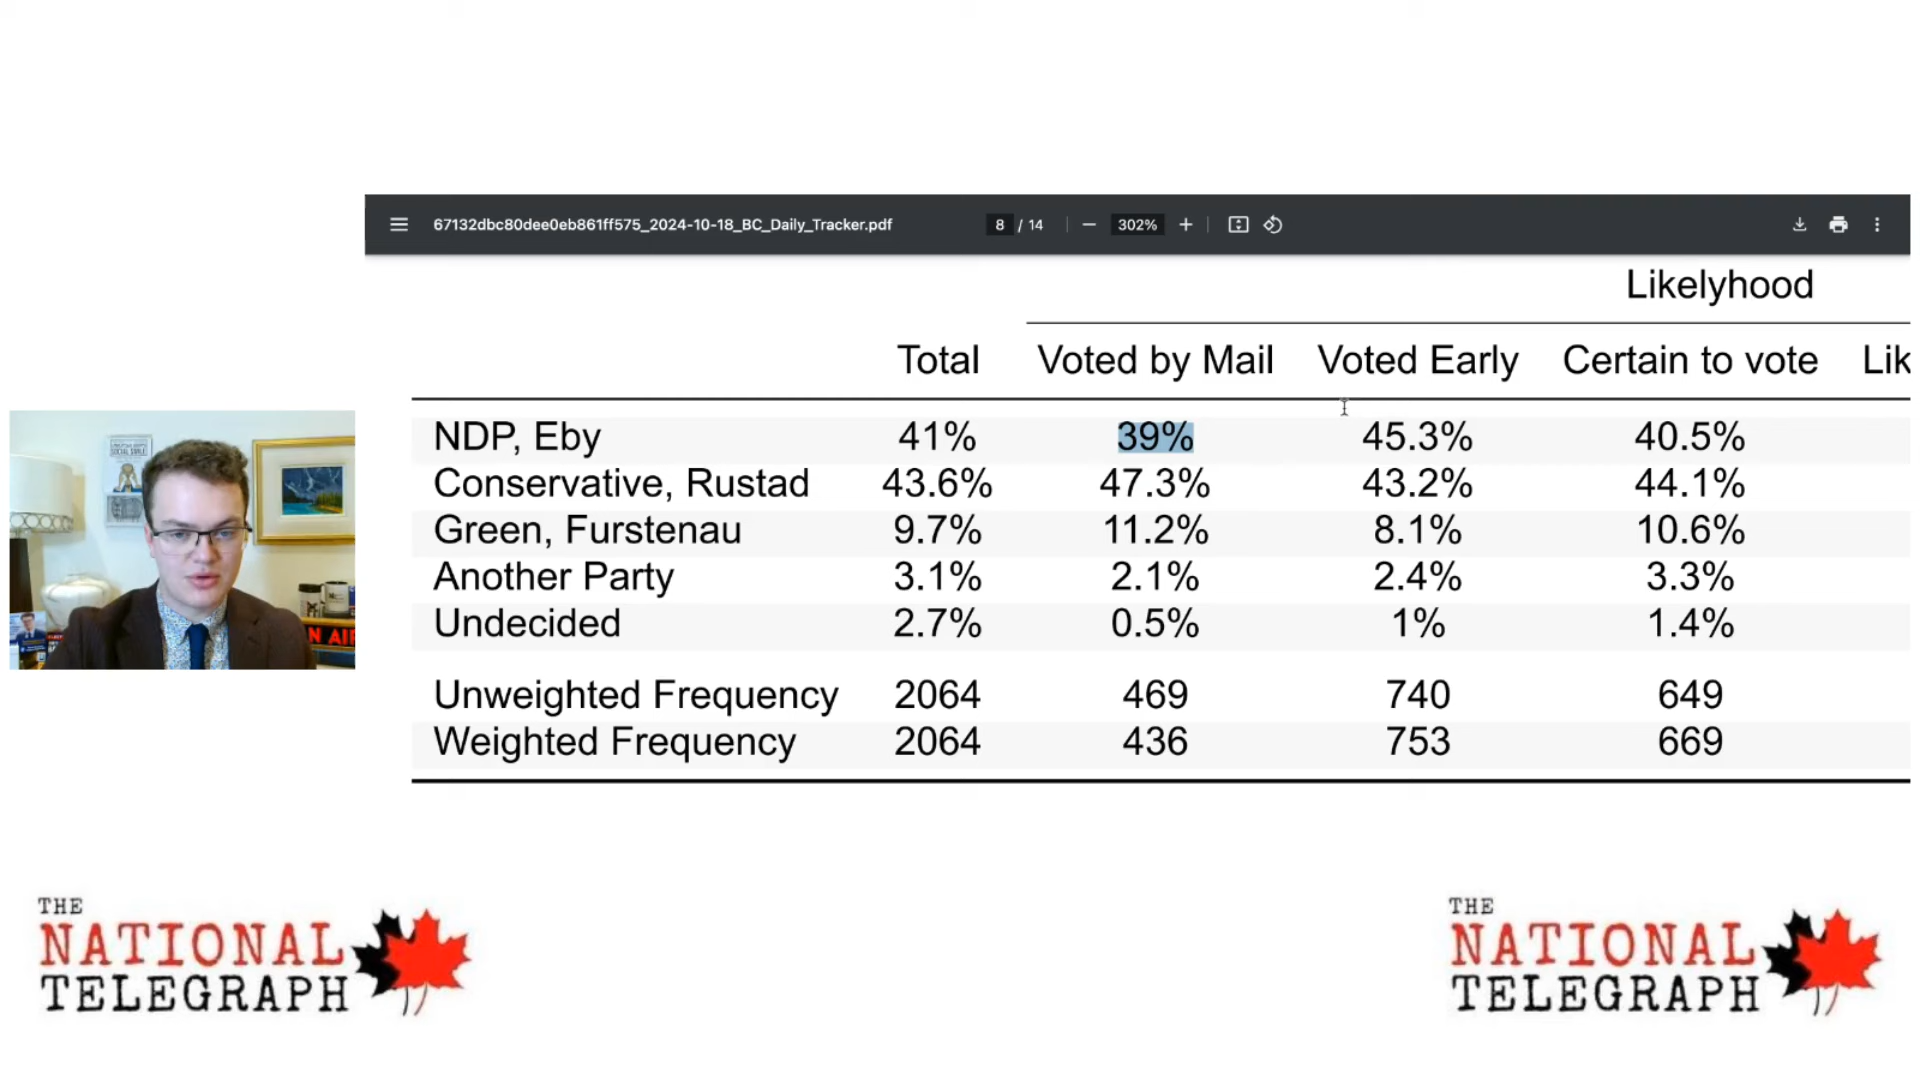 67132dbc80dee0eb861ff575_2024-10-18_BC_Daily_Tracker.pdf 8 / 14 302%
Likelyhood
Total Voted by Mail Voted Early Certain to vote Lik
NDP, Eby 41% 39% 45.3% 40.5%
Conservative, Rustad 43.6% 47.3% 43.2% 44.1%
Green, Furstenau 9.7% 11.2% 8.1% 10.6%
Another Party 3.1% 2.1% 2.4% 3.3%
Undecided 2.7% 0.5% 1% 1.4%
Unweighted Frequency 2064 469 740 649
Weighted Frequency 2064 436 753 669
N AI
THE
NATIONAL
TELEGRAPH
THE
NATIONAL
TELEGRAPH